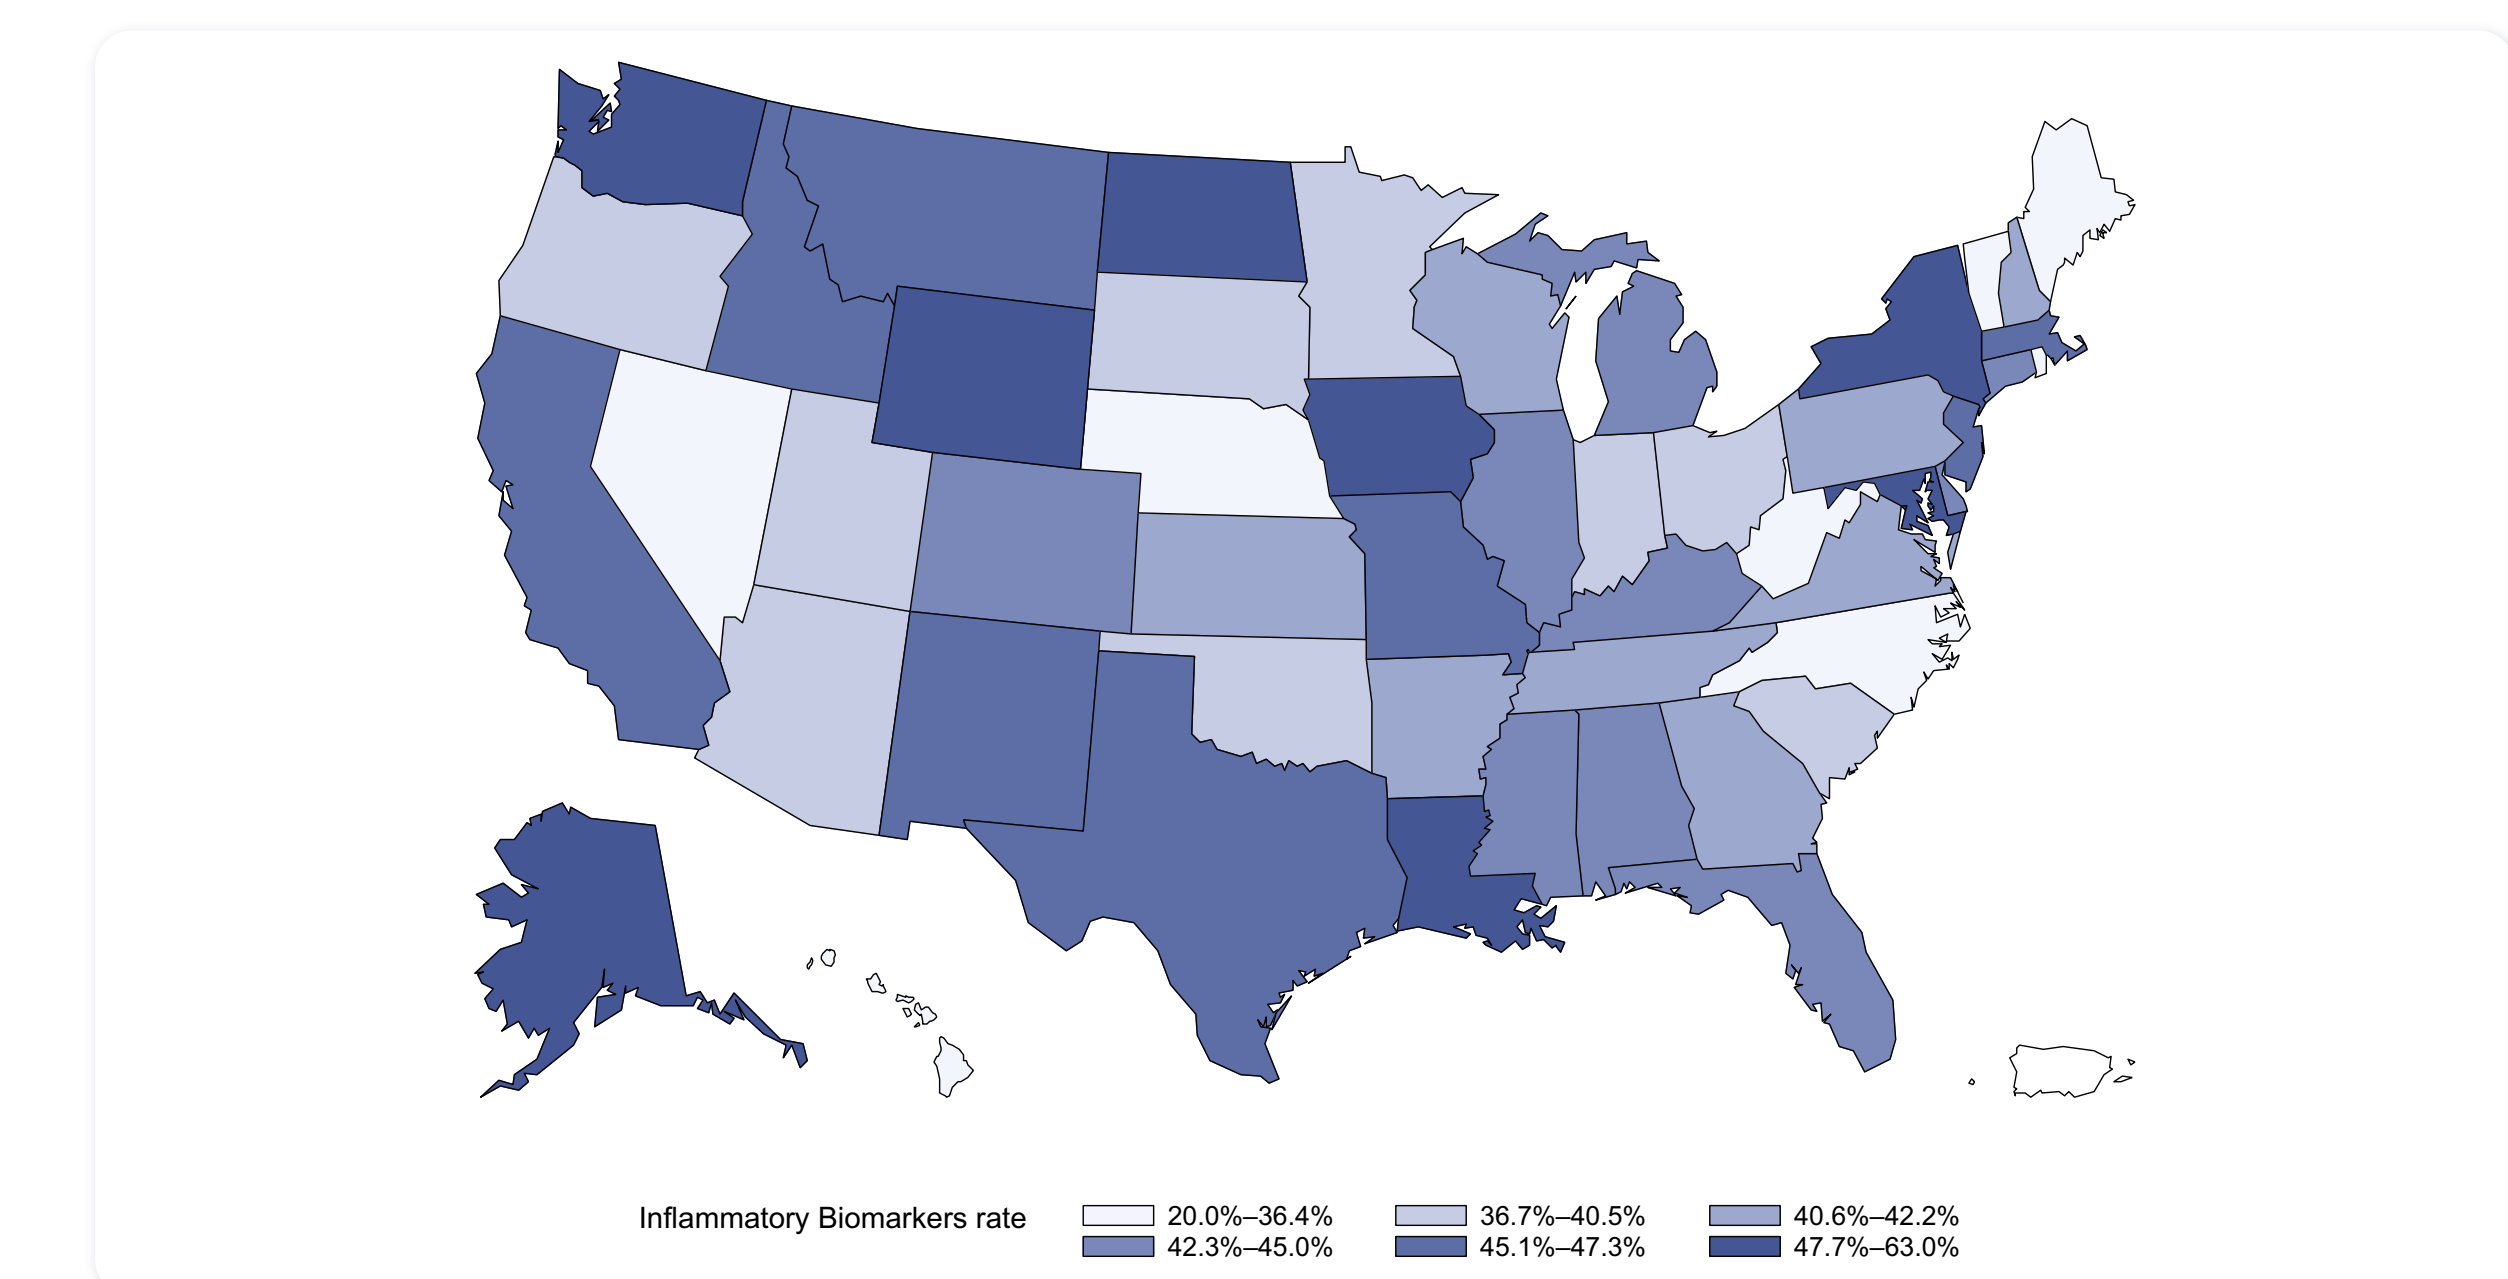 Inflammatory Biomarkers rate
20.0%–36.4% 36.7%–40.5% 40.6%–42.2%
42.3%–45.0% 45.1%–47.3% 47.7%–63.0%